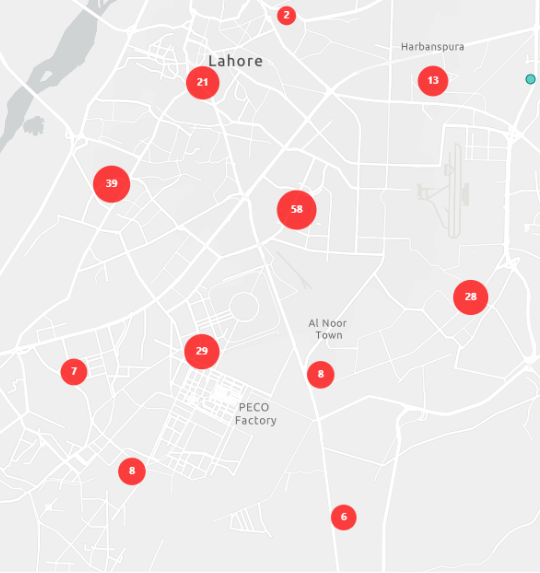 2
Harbanspura
Lahore
21
13
39
58
28
Al Noor
Town
29
7
8
PECO
Factory
8
6